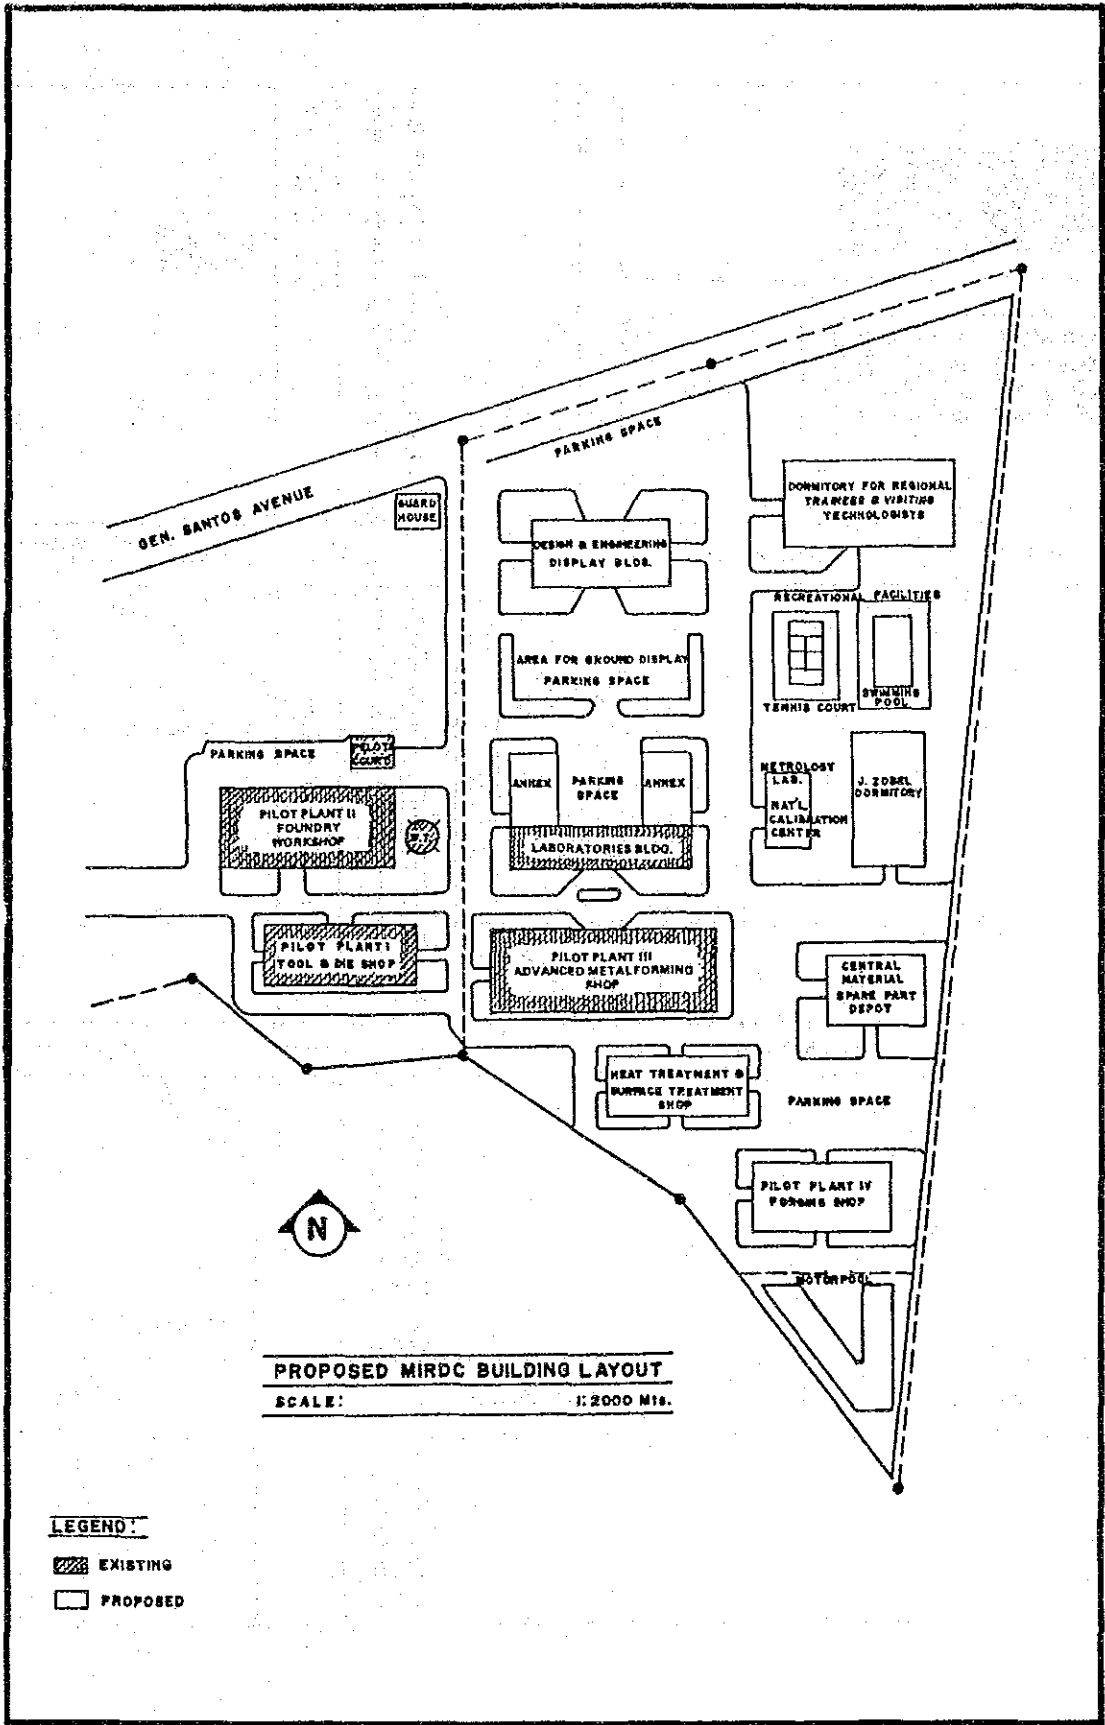 GEN. SANTOS AVENUE
PARKING SPACE
GUARD
HOUSE
DORMITORY FOR REGIONAL
TRAINEES & VISITING
TECHNOLOGISTS
DESIGN & ENGINEERING
DISPLAY BLDG.
RECREATIONAL FACILITIES
TENNIS COURT
SWIMMING
POOL
AREA FOR GROUND DISPLAY
PARKING SPACE
PARKING SPACE
ANNEX
PARKING
SPACE
ANNEX
METROLOGY
LAB.
NAT'L
CALIBRATION
CENTER
J. ZOBEL
DORMITORY
PILOT PLANT II
FOUNDRY
WORKSHOP
W.T.
LABORATORIES BLDG.
PILOT PLANT I
TOOL & DIE SHOP
PILOT PLANT III
ADVANCED METALFORMING
SHOP
CENTRAL
MATERIAL
SPARE PART
DEPOT
HEAT TREATMENT &
SURFACE TREATMENT
SHOP
PARKING SPACE
PILOT PLANT IV
FORGING SHOP
MOTORPOOL
N
PROPOSED MIRDC BUILDING LAYOUT
SCALE: 1:2000 Mts.
LEGEND:
EXISTING
PROPOSED